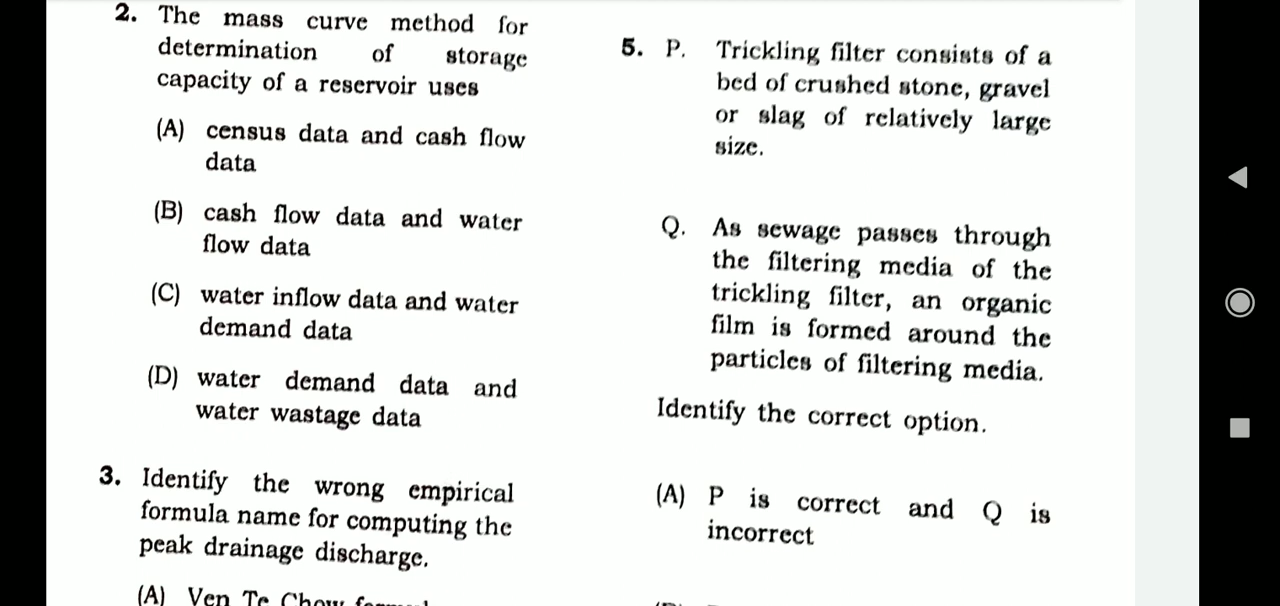 2. The mass curve method for
determination of storage
capacity of a reservoir uses
(A) census data and cash flow
data
(B) cash flow data and water
flow data
(C) water inflow data and water
demand data
(D) water demand data and
water wastage data
3. Identify the wrong empirical
formula name for computing the
peak drainage discharge.
(A) Ven Te Chow
5. P. Trickling filter consists of a
bed of crushed stone, gravel
or slag of relatively large
size.
Q. As sewage passes through
the filtering media of the
trickling filter, an organic
film is formed around the
particles of filtering media.
Identify the correct option.
(A) P is correct and Q is
incorrect